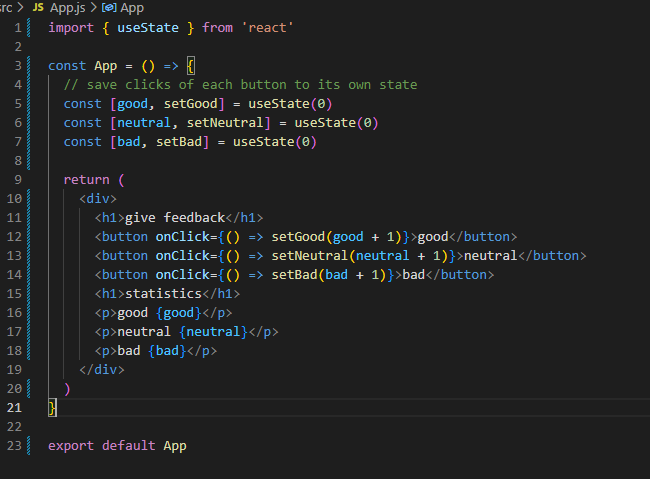 src > JS App.js > App
1 import { useState } from 'react'
2
3 const App = () => {
4 // save clicks of each button to its own state
5 const [good, setGood] = useState(0)
6 const [neutral, setNeutral] = useState(0)
7 const [bad, setBad] = useState(0)
8
9 return (
10 <div>
11 <h1>give feedback</h1>
12 <button onClick={() => setGood(good + 1)}>good</button>
13 <button onClick={() => setNeutral(neutral + 1)}>neutral</button>
14 <button onClick={() => setBad(bad + 1)}>bad</button>
15 <h1>statistics</h1>
16 <p>good {good}</p>
17 <p>neutral {neutral}</p>
18 <p>bad {bad}</p>
19 </div>
20 )
21 }
22
23 export default App